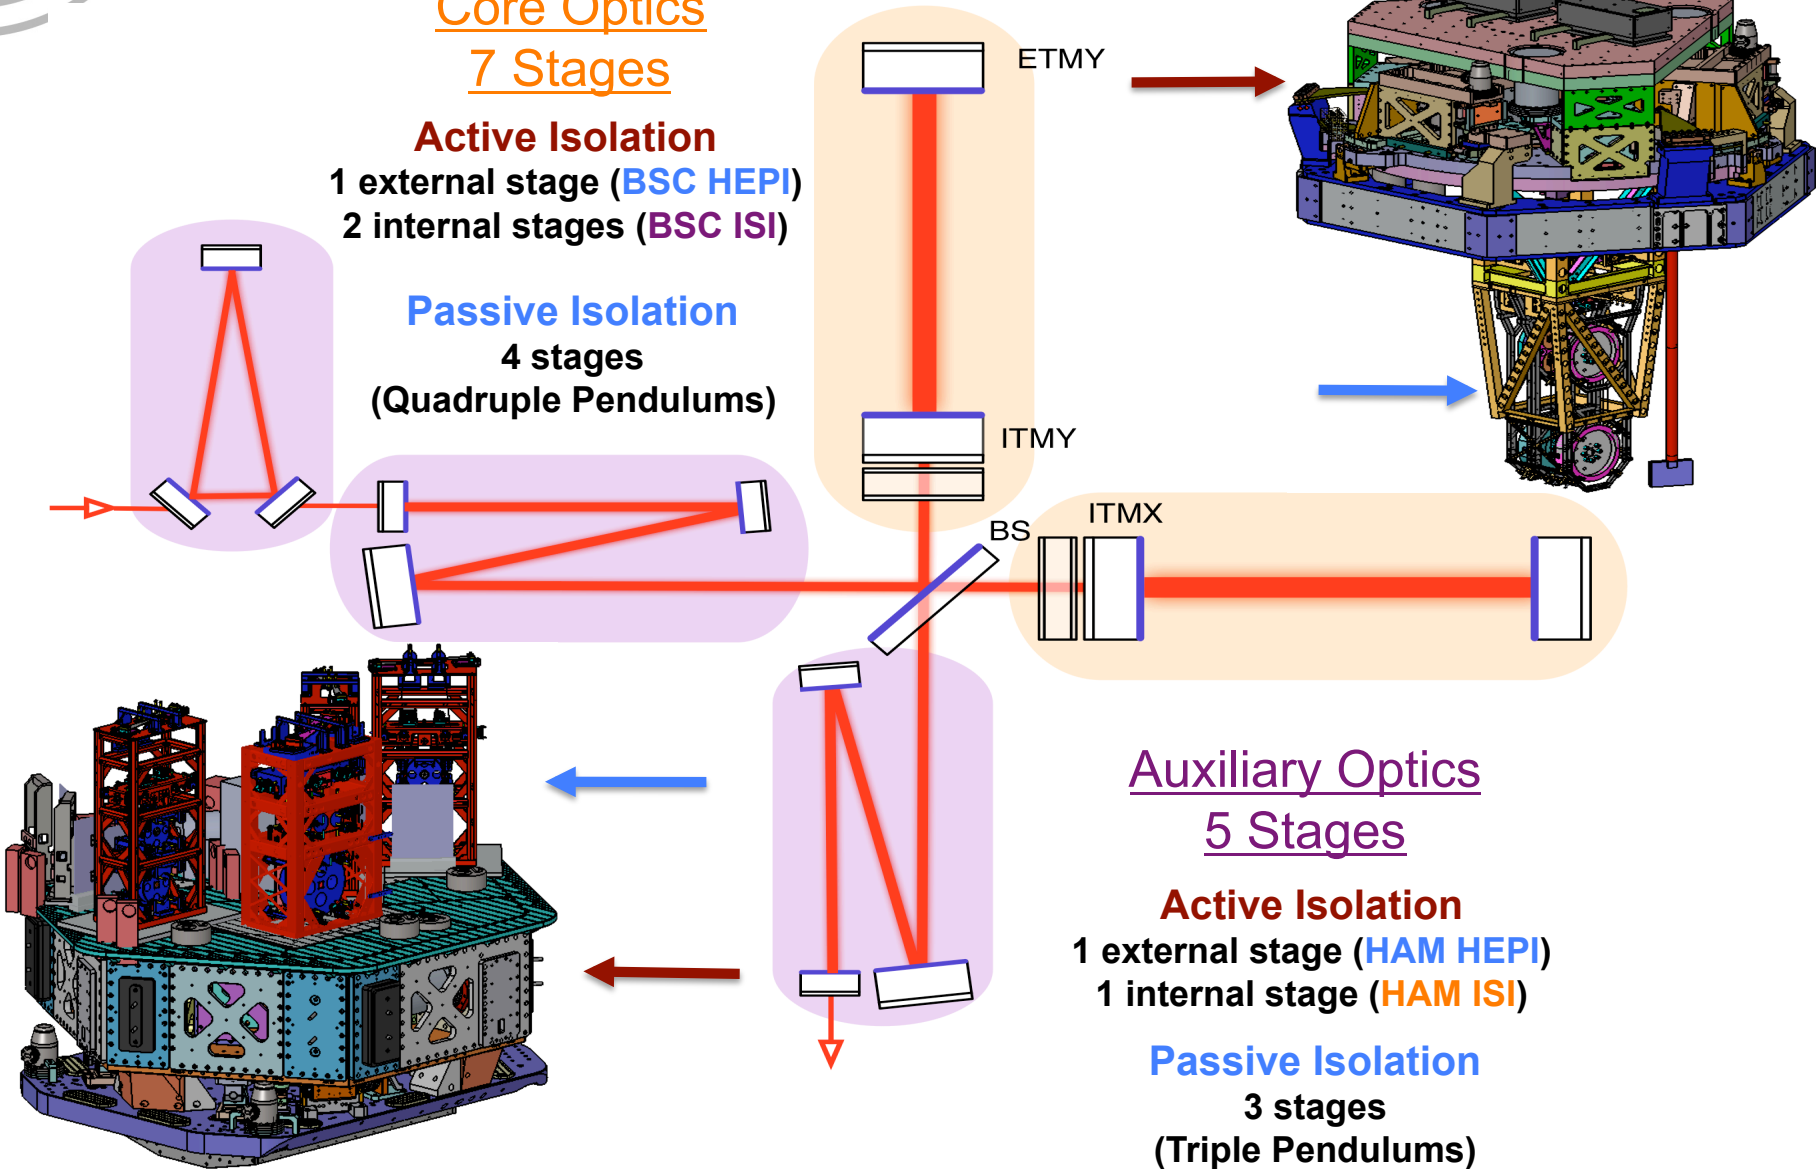 Core Optics
7 Stages
Active Isolation
1 external stage (BSC HEPI)
2 internal stages (BSC ISI)
Passive Isolation
4 stages
(Quadruple Pendulums)
ETMY
ITMY
ITMX
BS
Auxiliary Optics
5 Stages
Active Isolation
1 external stage (HAM HEPI)
1 internal stage (HAM ISI)
Passive Isolation
3 stages
(Triple Pendulums)